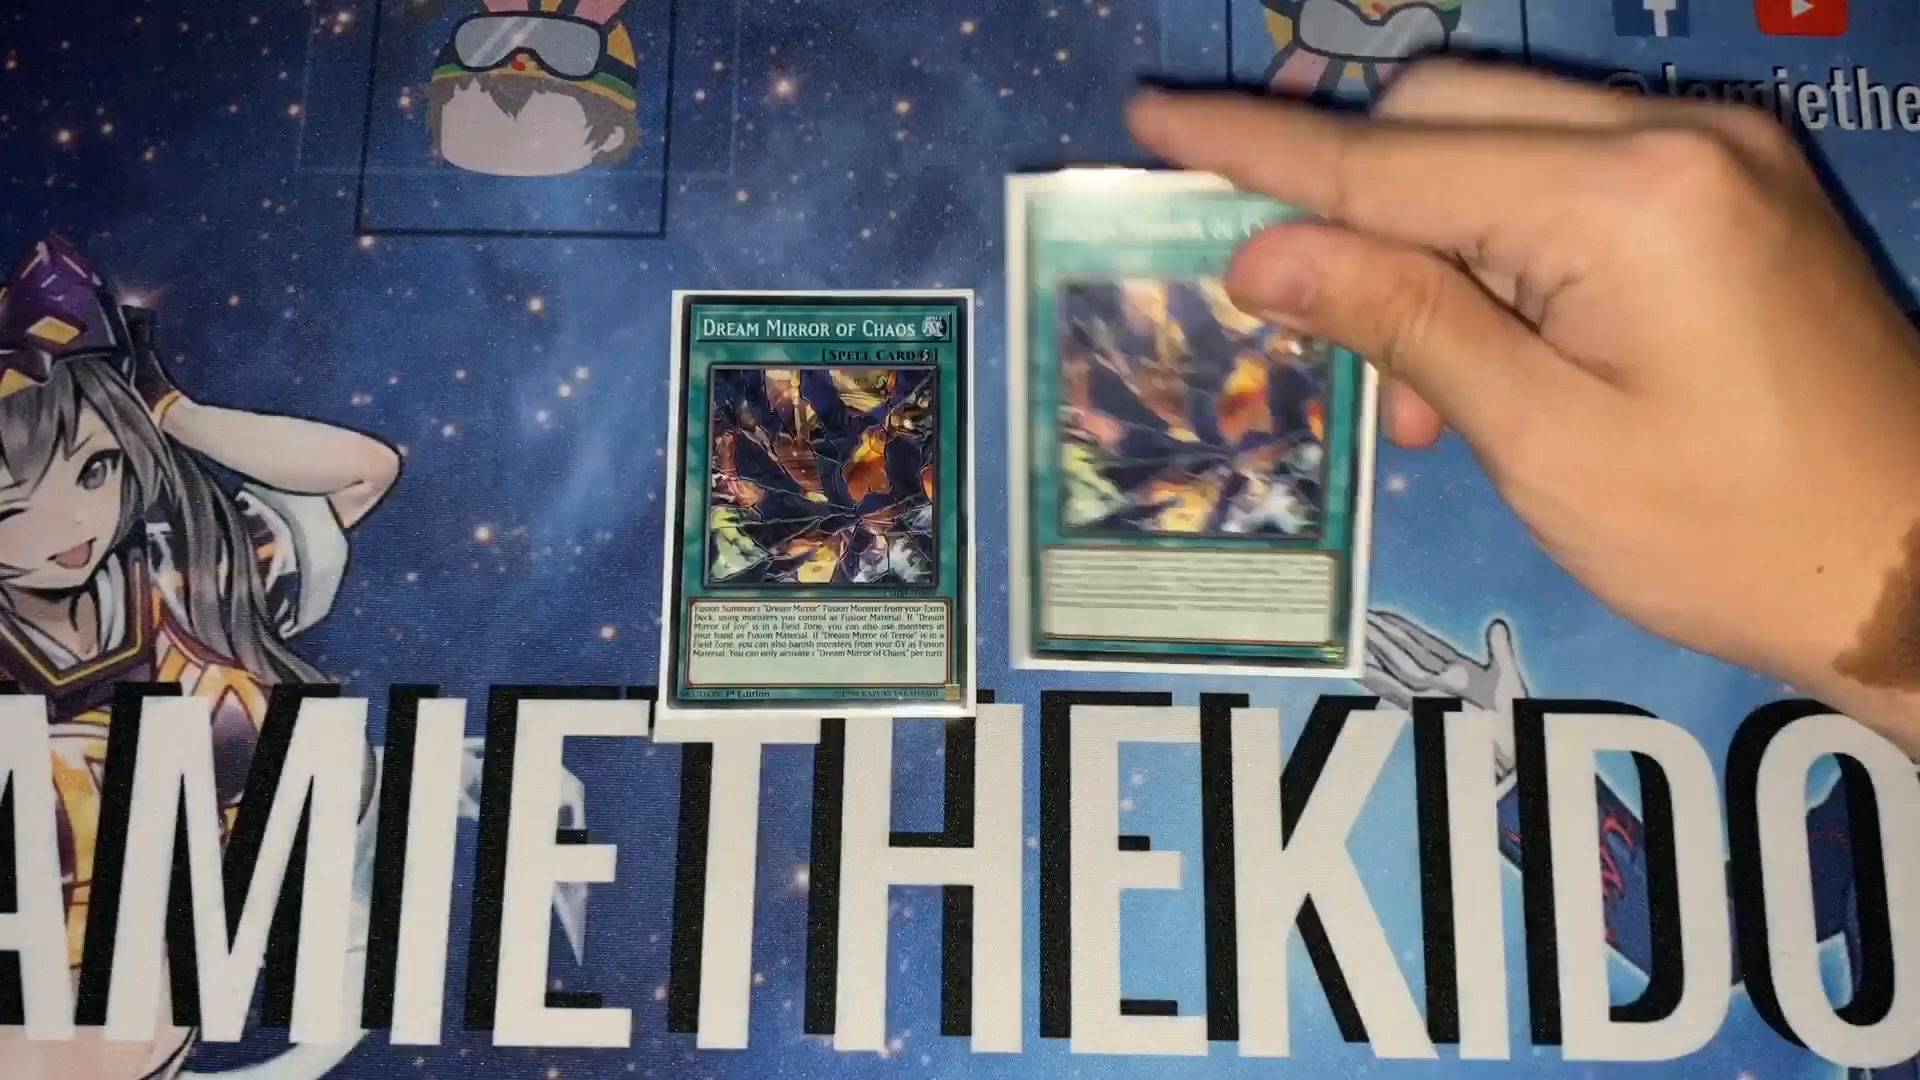 f
@Jamiethe
DREAM MIRROR OF CHAOS
[SPELL CARD]
Fusion Summon 1 "Dream Mirror" Fusion Monster from your Extra
Deck, using monsters you control as Fusion Material. If "Dream
Mirror of Joy" is in a Field Zone, you can also use monsters in
your hand as Fusion Material. If "Dream Mirror of Terror" is in a
Field Zone, you can also banish monsters from your GY as Fusion
Material. You can only activate 1 "Dream Mirror of Chaos" per turn.
1st Edition
©1996 KAZUKI TAKAHASHI
AMIETHEKIDO